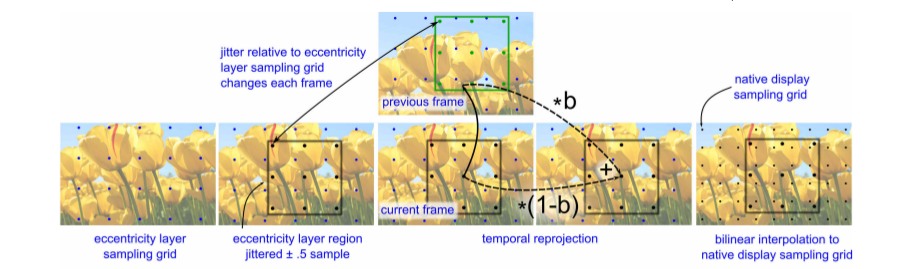 jitter relative to eccentricity
layer sampling grid
changes each frame
previous frame
*b
native display
sampling grid
+
current frame
*(1-b)
eccentricity layer
sampling grid
eccentricity layer region
jittered ± .5 sample
temporal reprojection
bilinear interpolation to
native display sampling grid